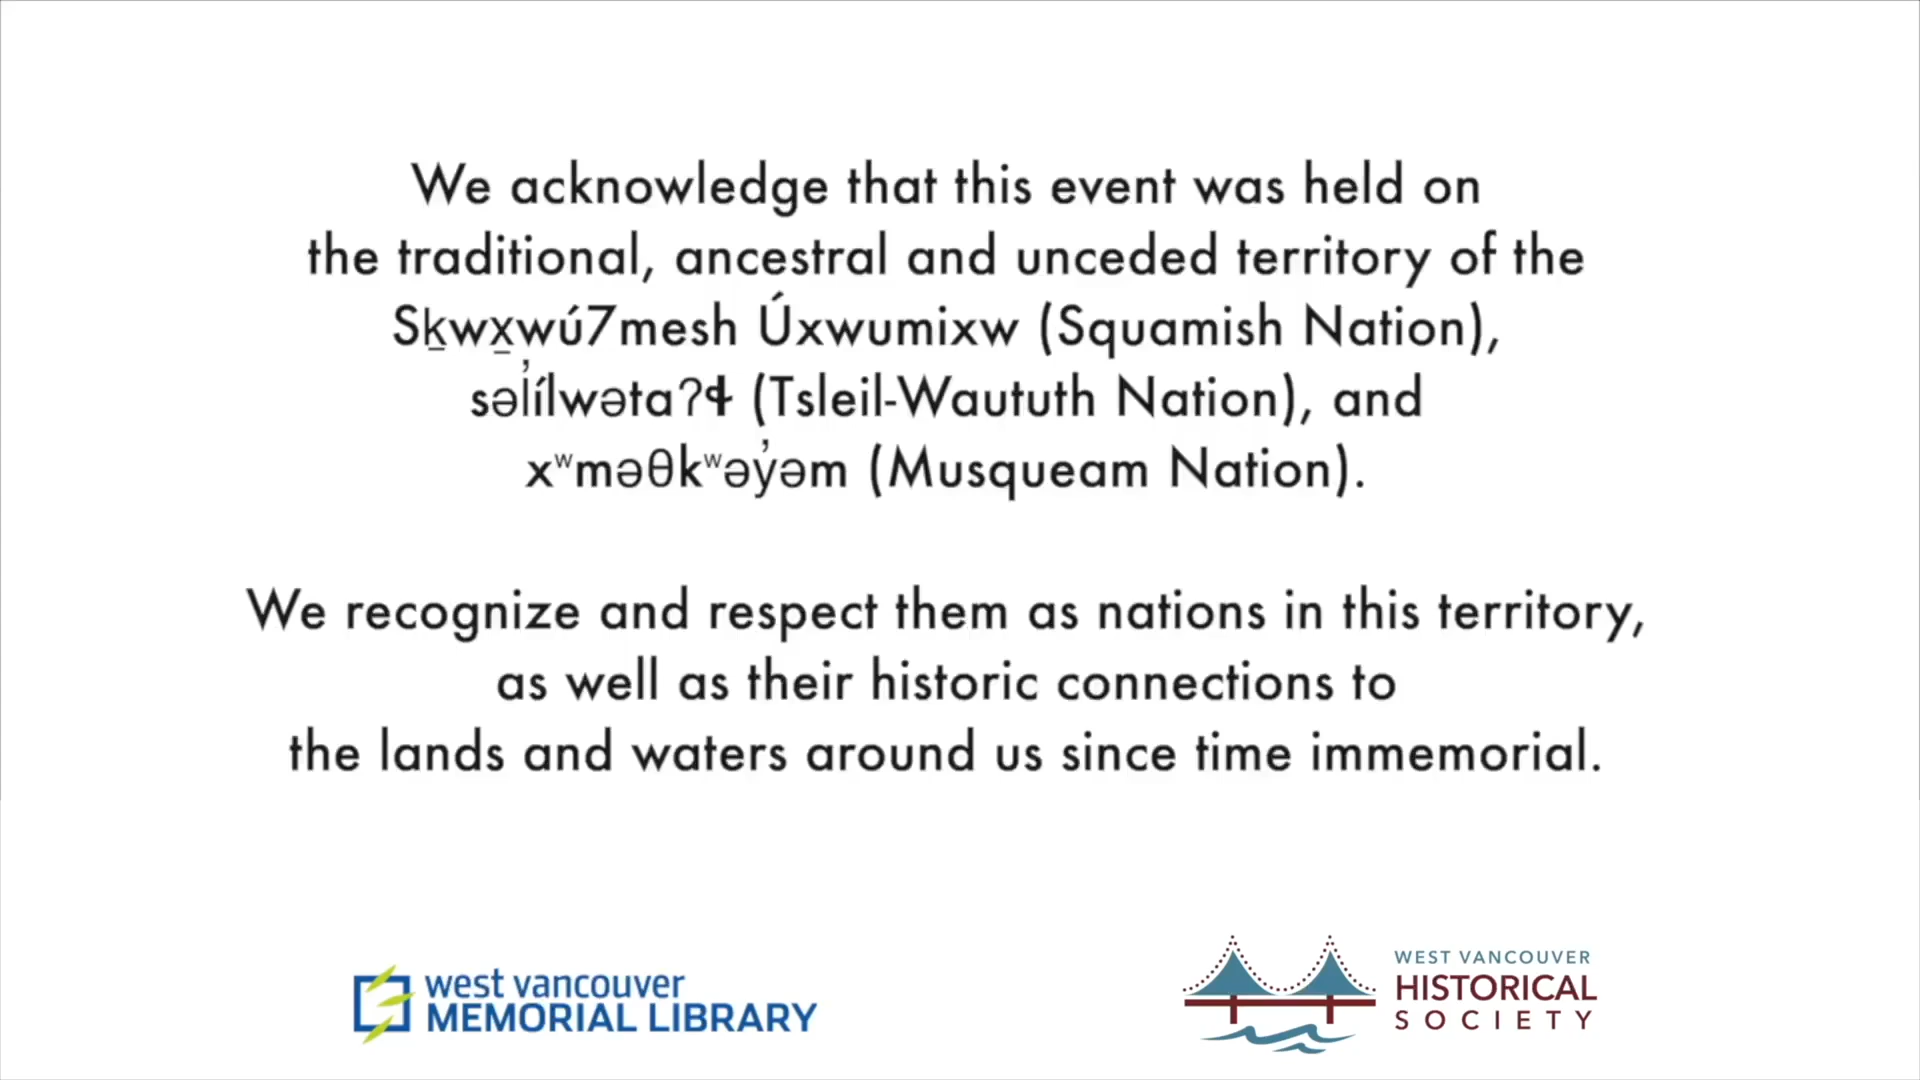 We acknowledge that this event was held on
the traditional, ancestral and unceded territory of the
Sḵwx̱wú7mesh Úxwumixw (Squamish Nation),
səl̓ílwətaʔɬ (Tsleil-Waututh Nation), and
xʷməθkʷəy̓əm (Musqueam Nation).
We recognize and respect them as nations in this territory,
as well as their historic connections to
the lands and waters around us since time immemorial.
west vancouver
MEMORIAL LIBRARY
WEST VANCOUVER
HISTORICAL
SOCIETY